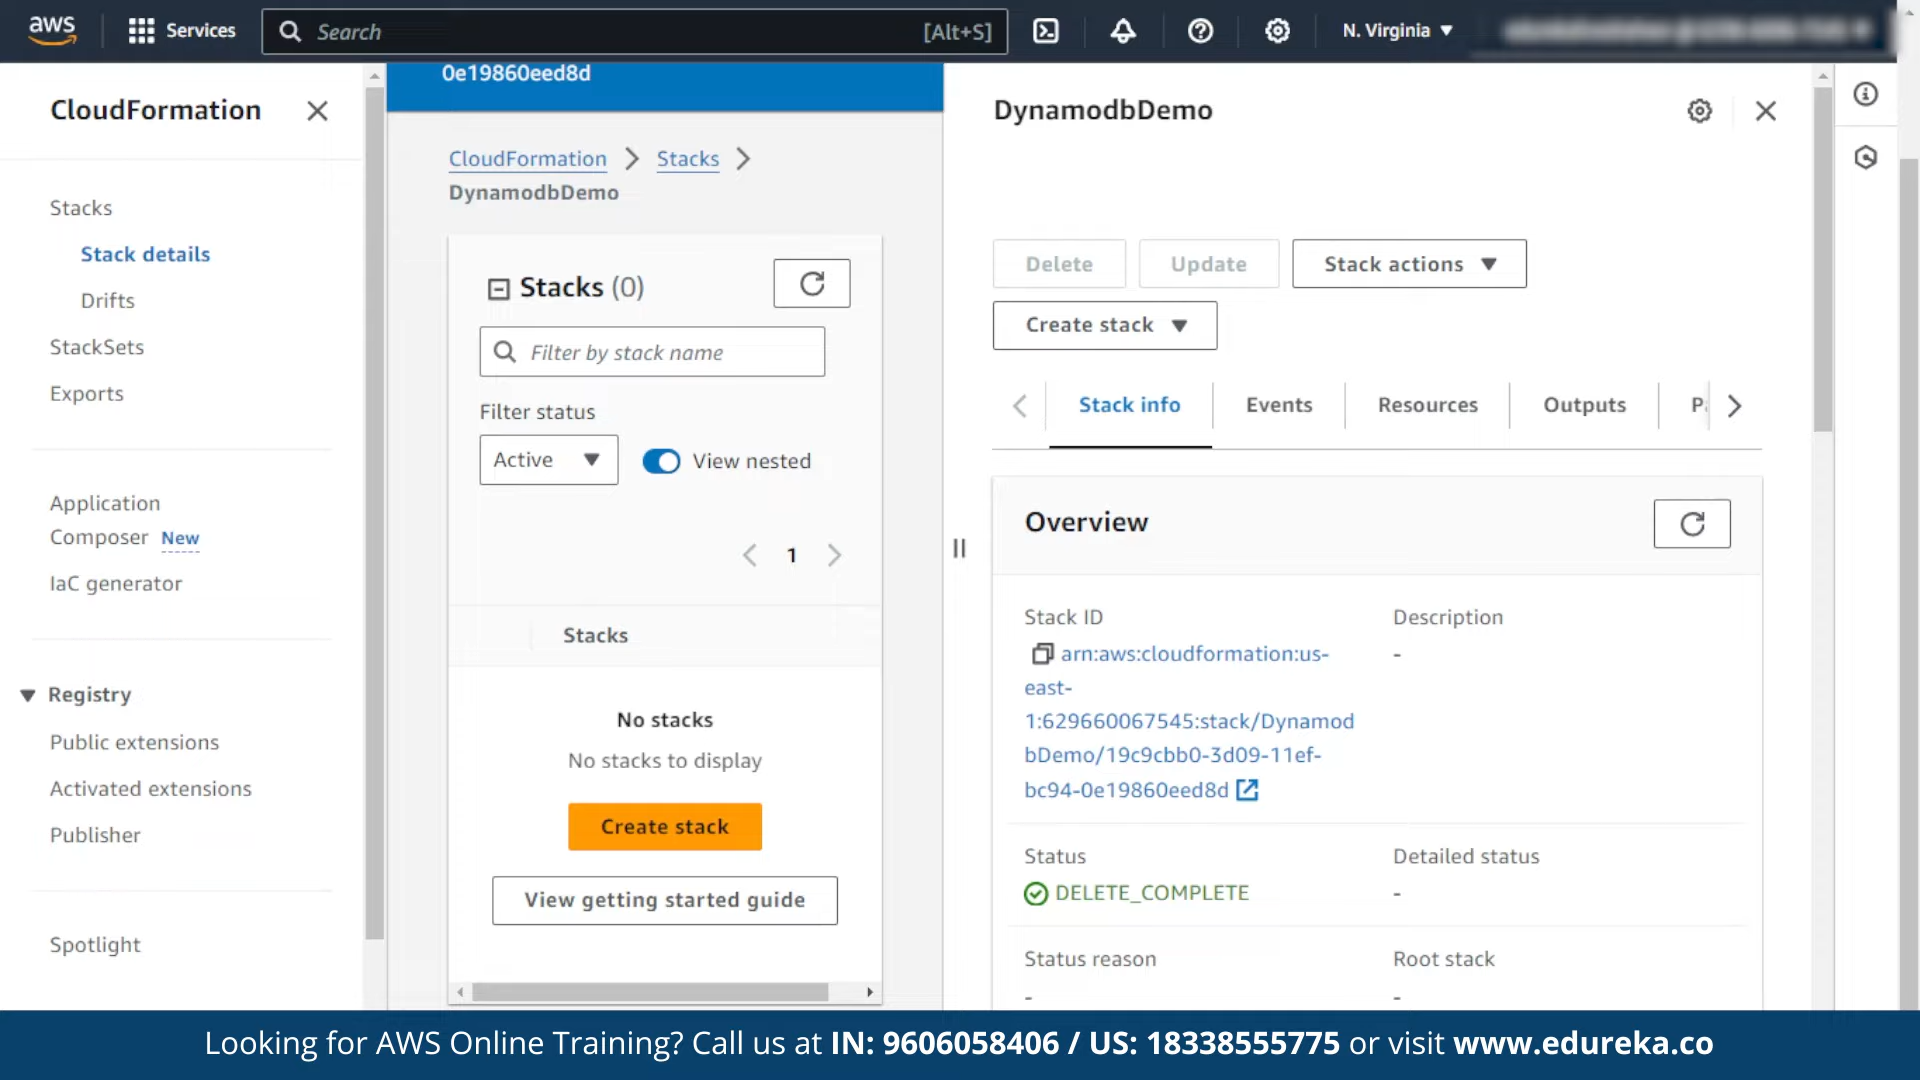 aws
Services
Search
[Alt+S]
N. Virginia
CloudFormation
Stacks
Stack details
Drifts
StackSets
Exports
Application
Composer New
IaC generator
Registry
Public extensions
Activated extensions
Publisher
Spotlight
0e19860eed8d
CloudFormation
Stacks
DynamodbDemo
Stacks (0)
Filter by stack name
Filter status
Active
View nested
1
Stacks
No stacks
No stacks to display
Create stack
View getting started guide
DynamodbDemo
Delete
Update
Stack actions
Create stack
Stack info
Events
Resources
Outputs
Overview
Stack ID
arn:aws:cloudformation:us-
east-
1:629660067545:stack/Dynamod
bDemo/19c9cbb0-3d09-11ef-
bc94-0e19860eed8d
Description
-
Status
DELETE_COMPLETE
Detailed status
-
Status reason
-
Root stack
-
Looking for AWS Online Training? Call us at IN: 9606058406 / US: 18338555775 or visit www.edureka.co